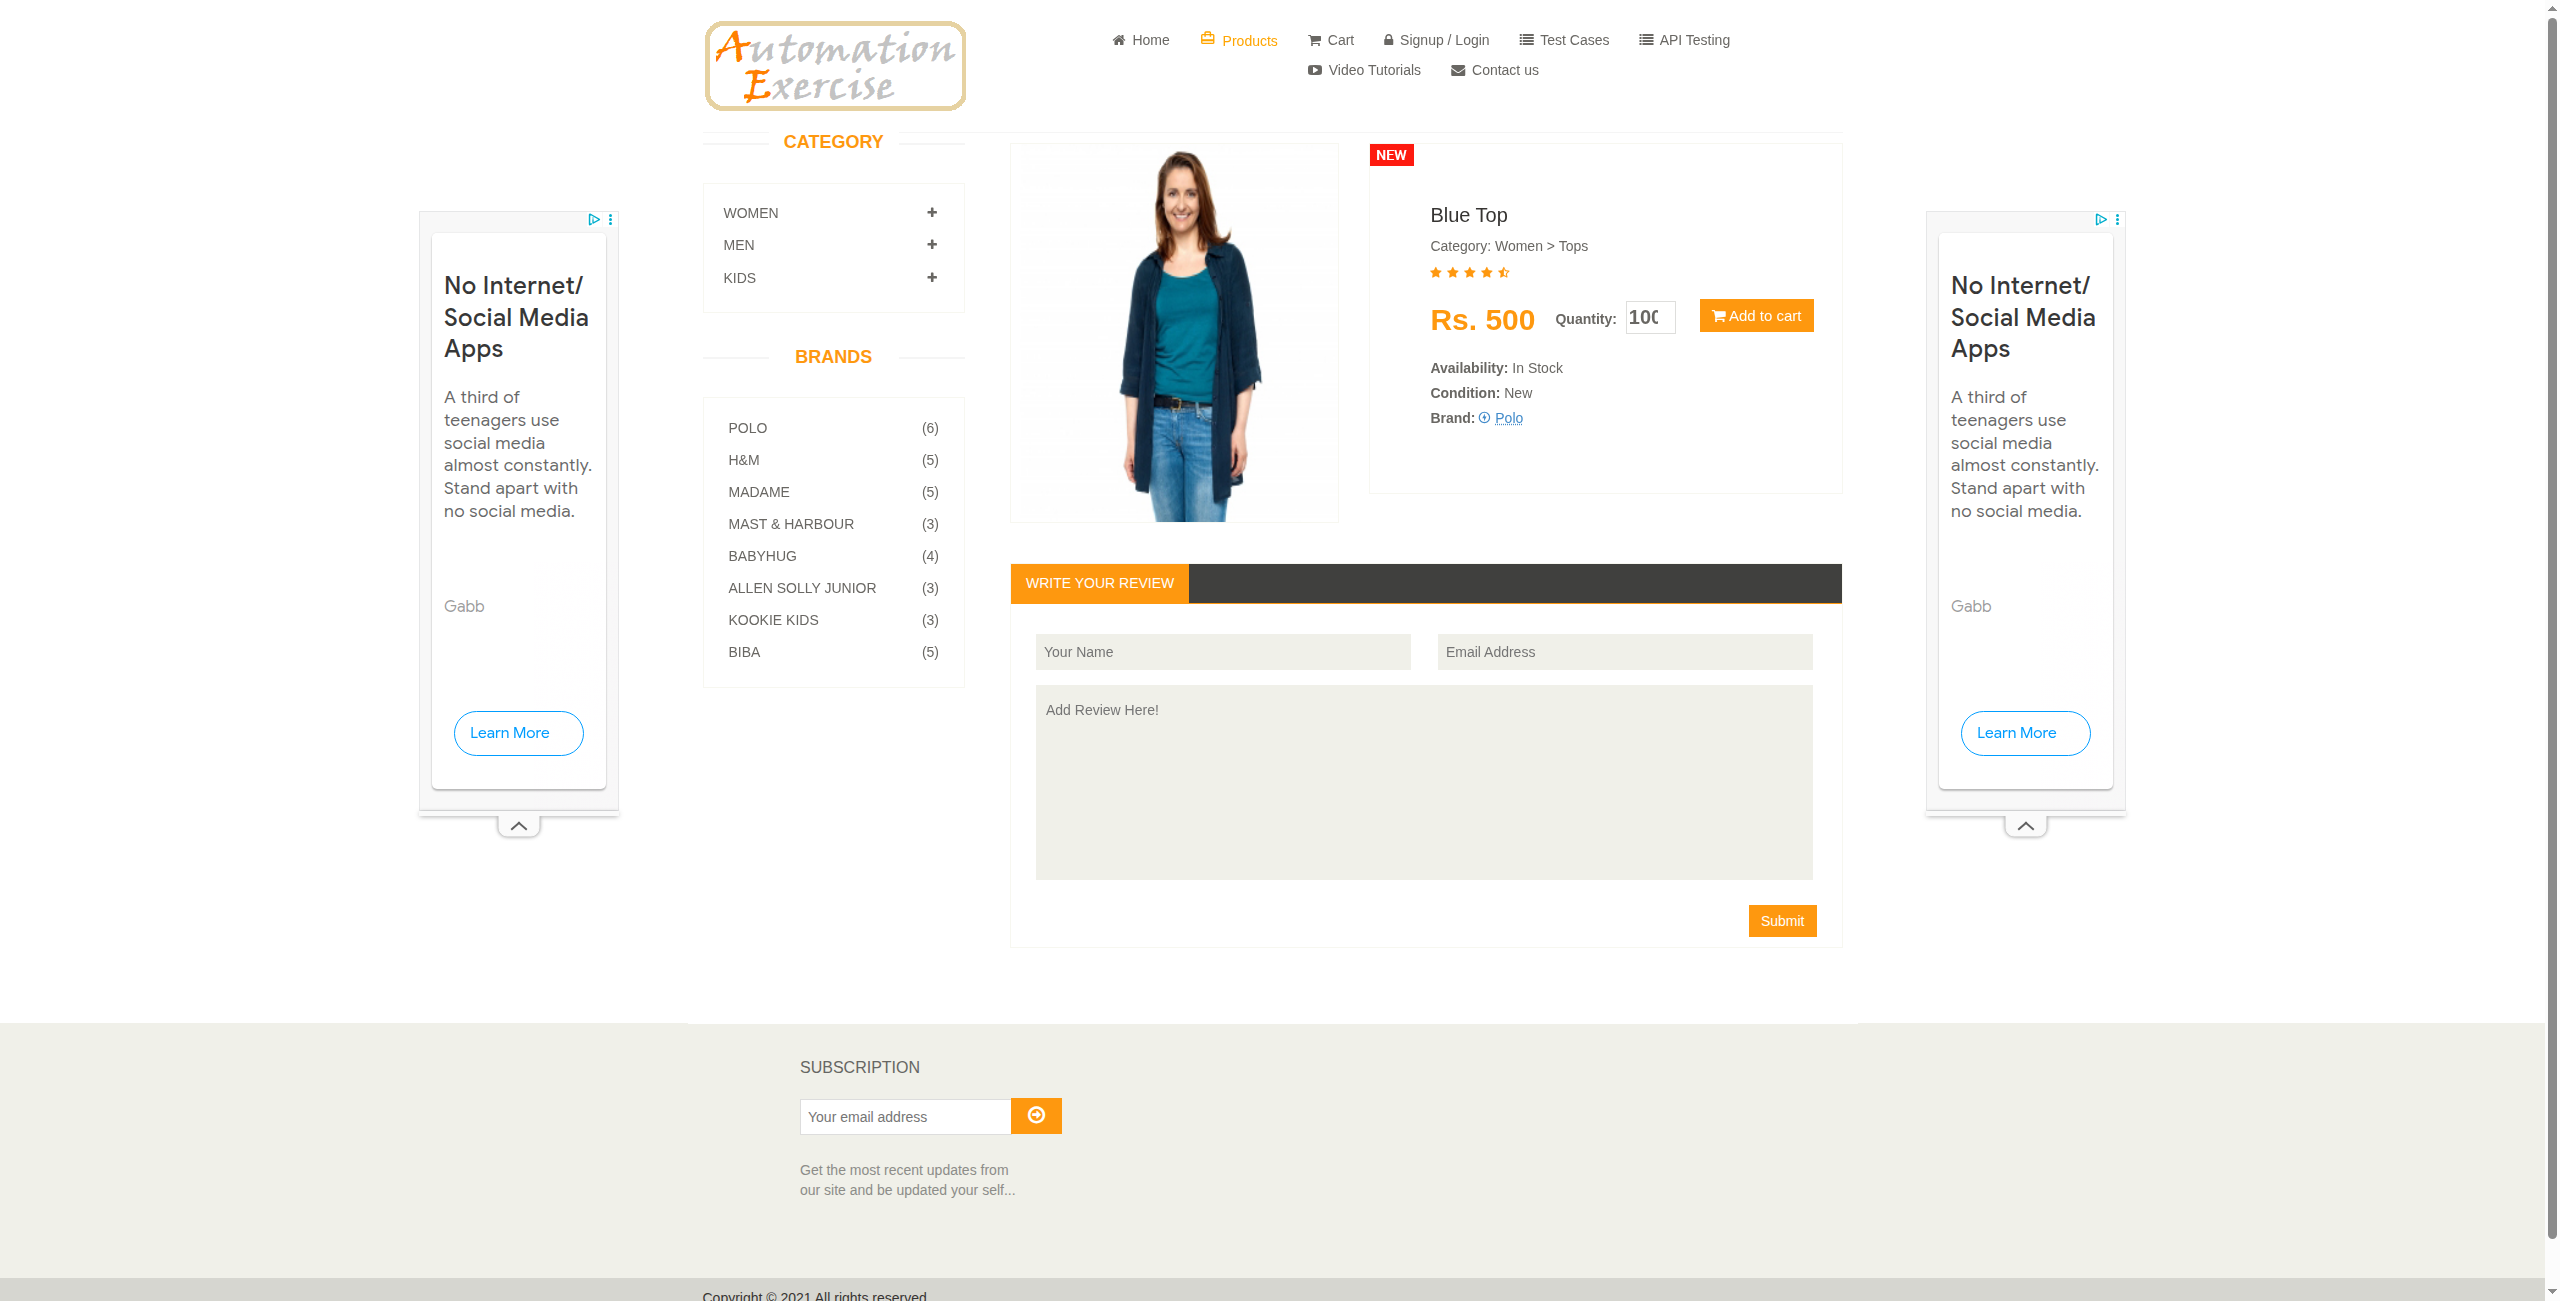 Automation
Exercise
Home
Products
Cart
Signup / Login
Test Cases
API Testing
Video Tutorials
Contact us
CATEGORY
WOMEN
MEN
KIDS
BRANDS
POLO (6)
H&M (5)
MADAME (5)
MAST & HARBOUR (3)
BABYHUG (4)
ALLEN SOLLY JUNIOR (3)
KOOKIE KIDS (3)
BIBA (5)
NEW
Blue Top
Category: Women > Tops
Rs. 500 Quantity: 100 Add to cart
Availability: In Stock
Condition: New
Brand: Polo
WRITE YOUR REVIEW
Your Name
Email Address
Add Review Here!
Submit
No Internet/
Social Media
Apps
A third of
teenagers use
social media
almost constantly.
Stand apart with
no social media.
Gabb
Learn More
No Internet/
Social Media
Apps
A third of
teenagers use
social media
almost constantly.
Stand apart with
no social media.
Gabb
Learn More
SUBSCRIPTION
Your email address
Get the most recent updates from
our site and be updated your self...
Copyright © 2021 All rights reserved